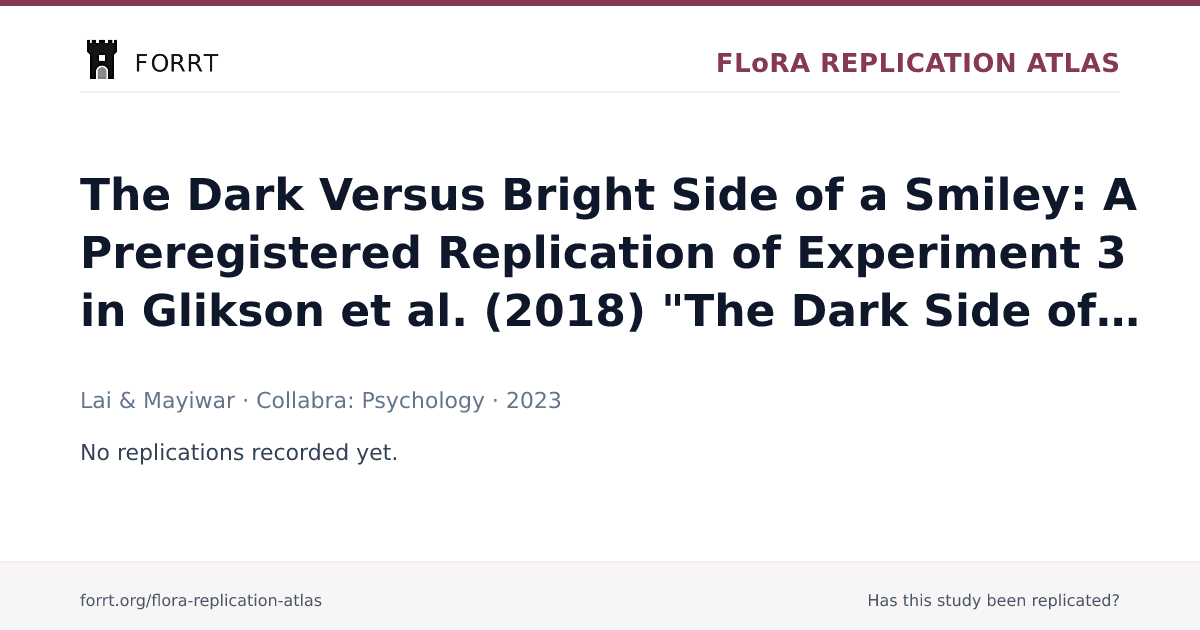 FORRT
FLoRA REPLICATION ATLAS
The Dark Versus Bright Side of a Smiley: A
Preregistered Replication of Experiment 3
in Glikson et al. (2018) "The Dark Side of…
Lai & Mayiwar · Collabra: Psychology · 2023
No replications recorded yet.
forrt.org/flora-replication-atlas
Has this study been replicated?